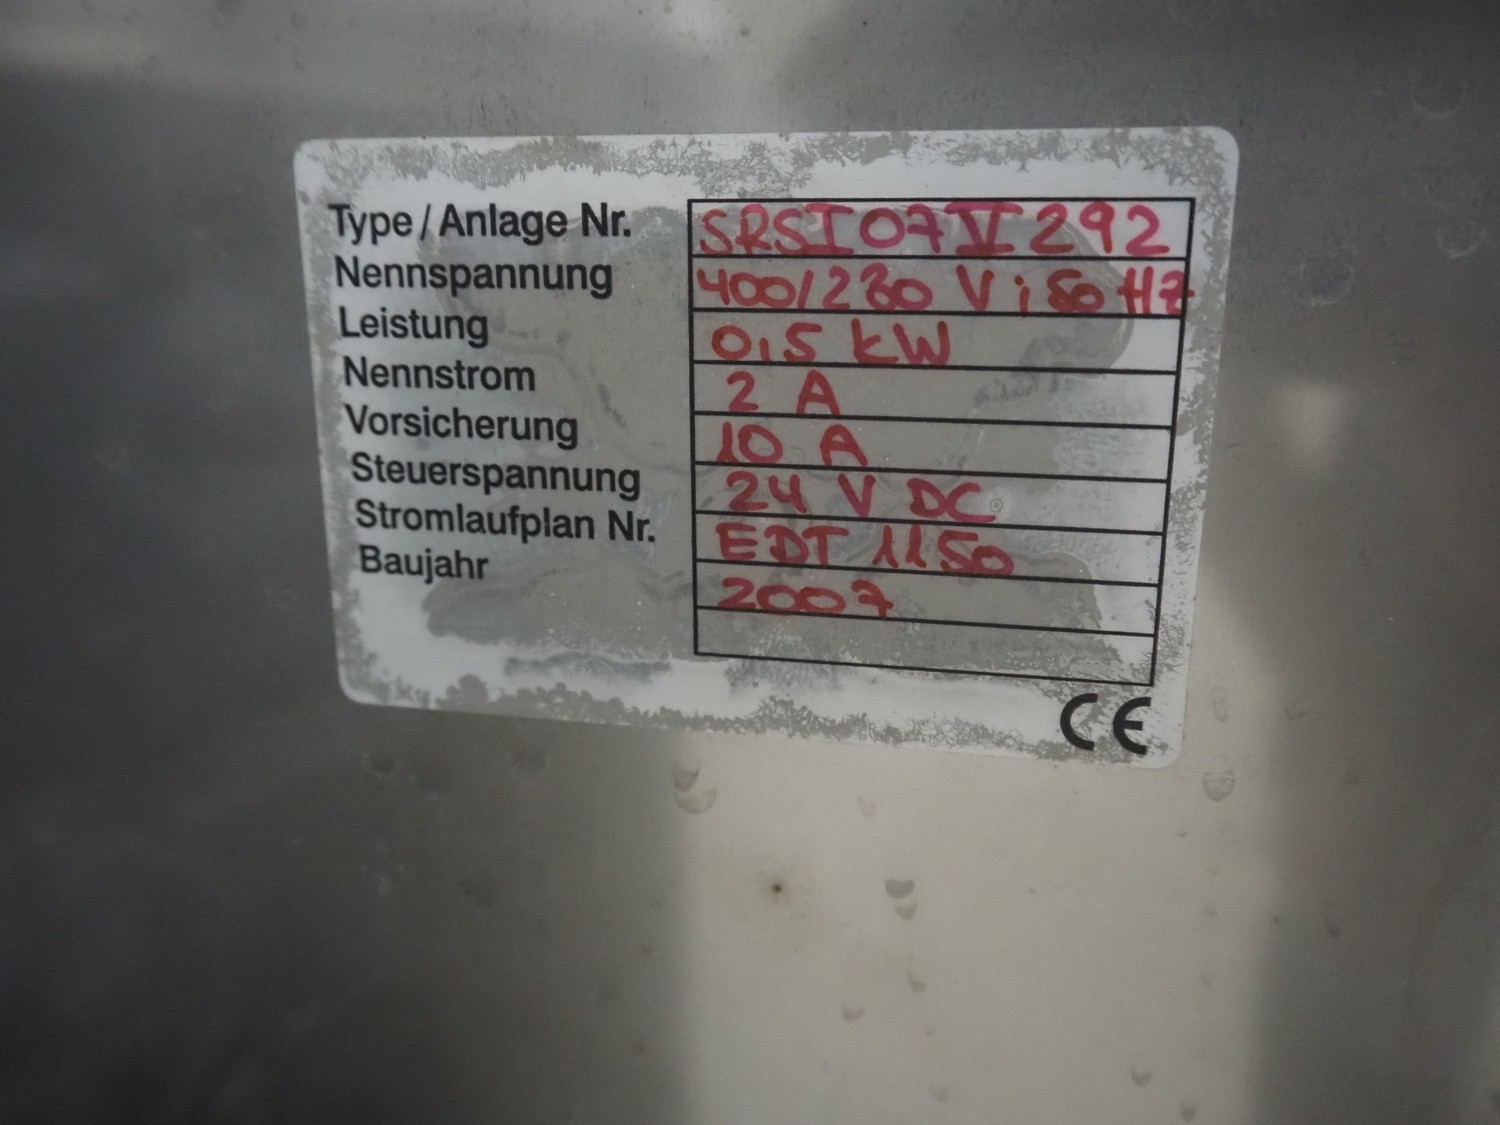 Type / Anlage Nr. SRSI07VI292
Nennspannung 400/230 V ; 50 Hz
Leistung 0,5 kW
Nennstrom 2 A
Vorsicherung 10 A
Steuerspannung 24 V DC
Stromlaufplan Nr. EDT 1150
Baujahr 2007
CE